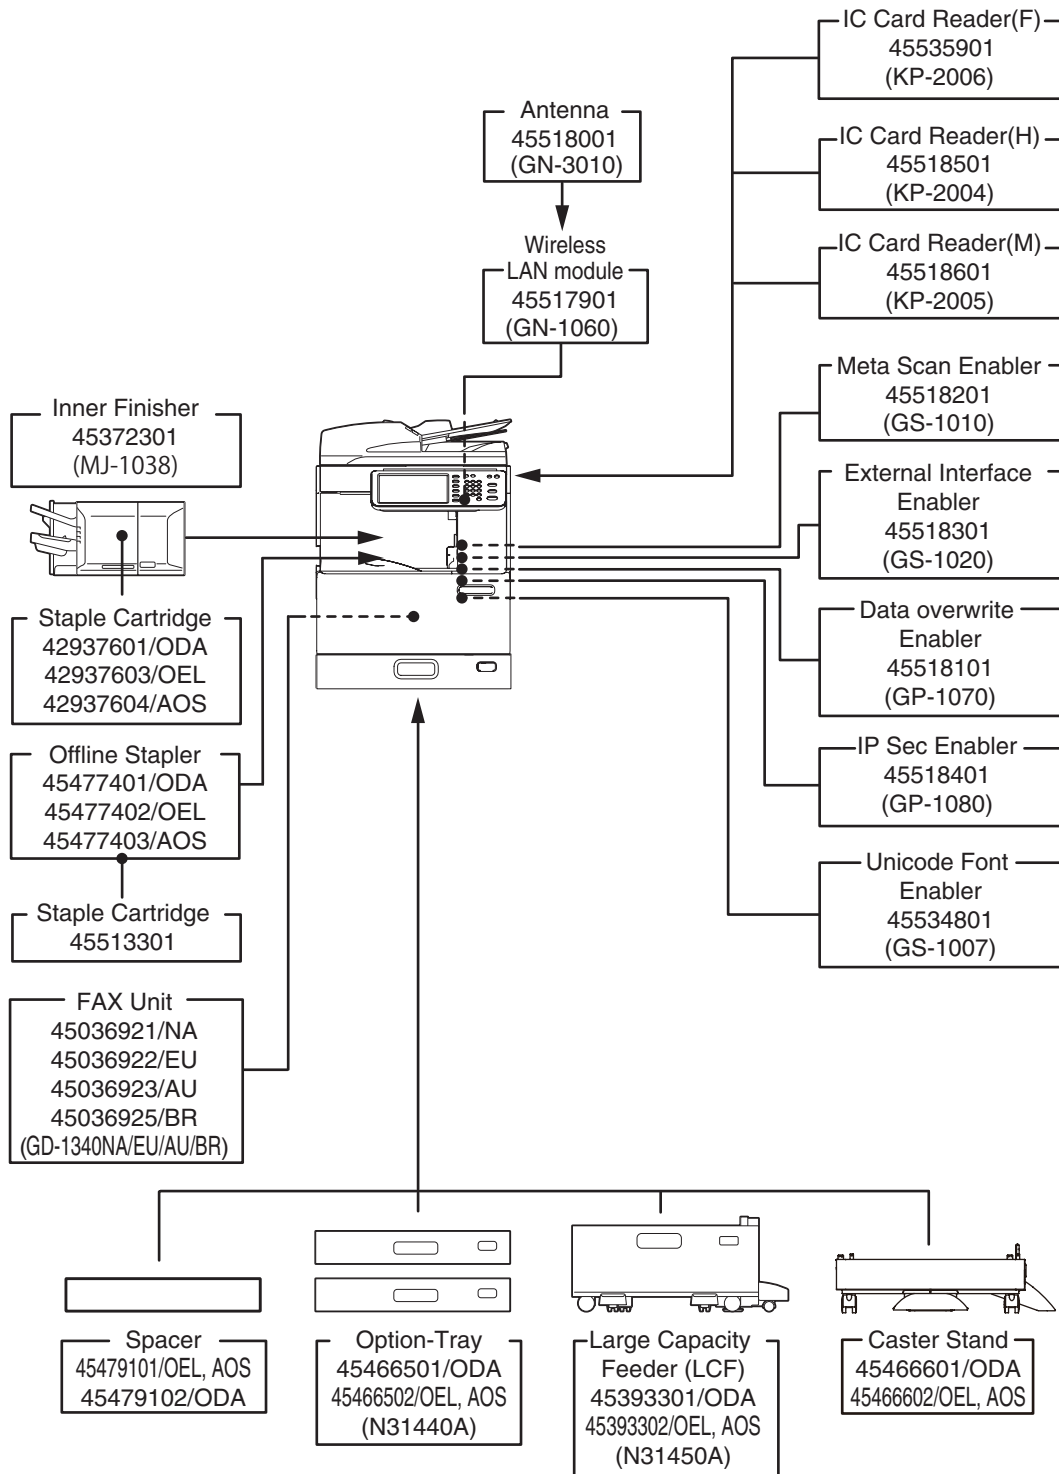 IC Card Reader(F)
45535901
(KP-2006)
Antenna
45518001
(GN-3010)
IC Card Reader(H)
45518501
(KP-2004)
Wireless
LAN module
45517901
(GN-1060)
IC Card Reader(M)
45518601
(KP-2005)
Meta Scan Enabler
45518201
(GS-1010)
Inner Finisher
45372301
(MJ-1038)
External Interface
Enabler
45518301
(GS-1020)
Staple Cartridge
42937601/ODA
42937603/OEL
42937604/AOS
Data overwrite
Enabler
45518101
(GP-1070)
Offline Stapler
45477401/ODA
45477402/OEL
45477403/AOS
IP Sec Enabler
45518401
(GP-1080)
Staple Cartridge
45513301
Unicode Font
Enabler
45534801
(GS-1007)
FAX Unit
45036921/NA
45036922/EU
45036923/AU
45036925/BR
(GD-1340NA/EU/AU/BR)
Spacer
45479101/OEL, AOS
45479102/ODA
Option-Tray
45466501/ODA
45466502/OEL, AOS
(N31440A)
Large Capacity
Feeder (LCF)
45393301/ODA
45393302/OEL, AOS
(N31450A)
Caster Stand
45466601/ODA
45466602/OEL, AOS